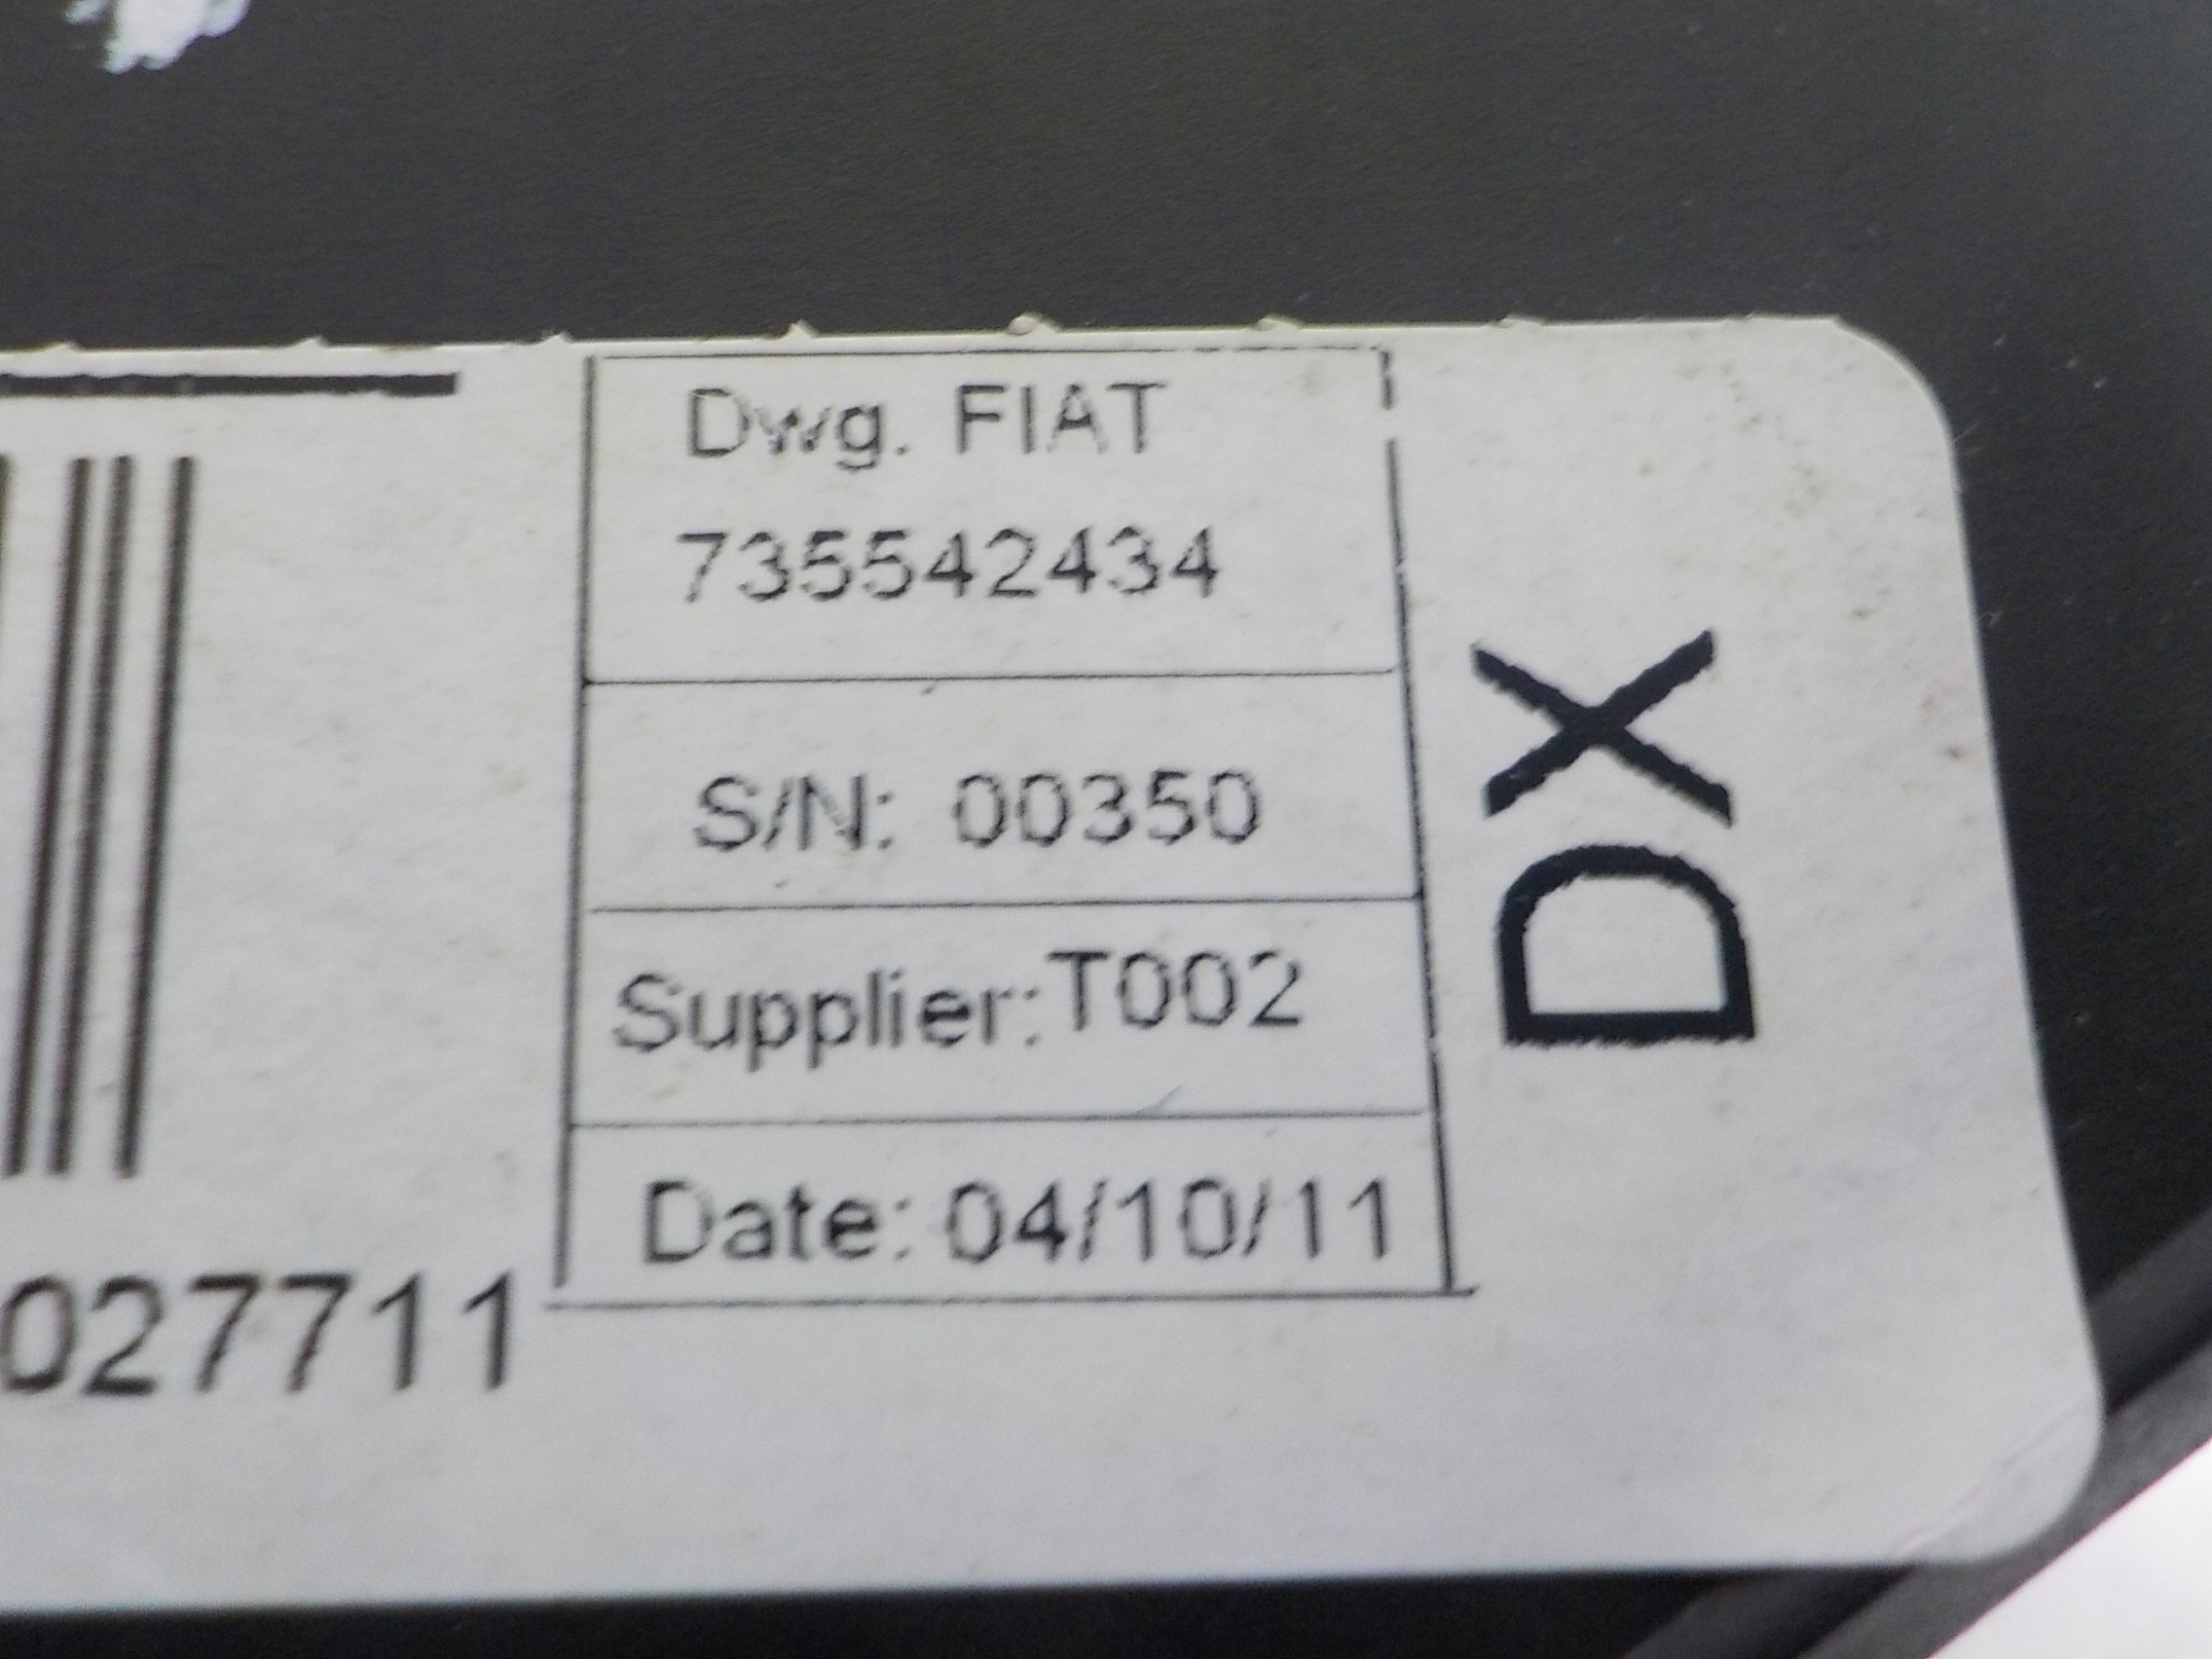 Dwg. FIAT
735542434
S/N: 00350
Supplier:T002
Date: 04/10/11
DX
027711